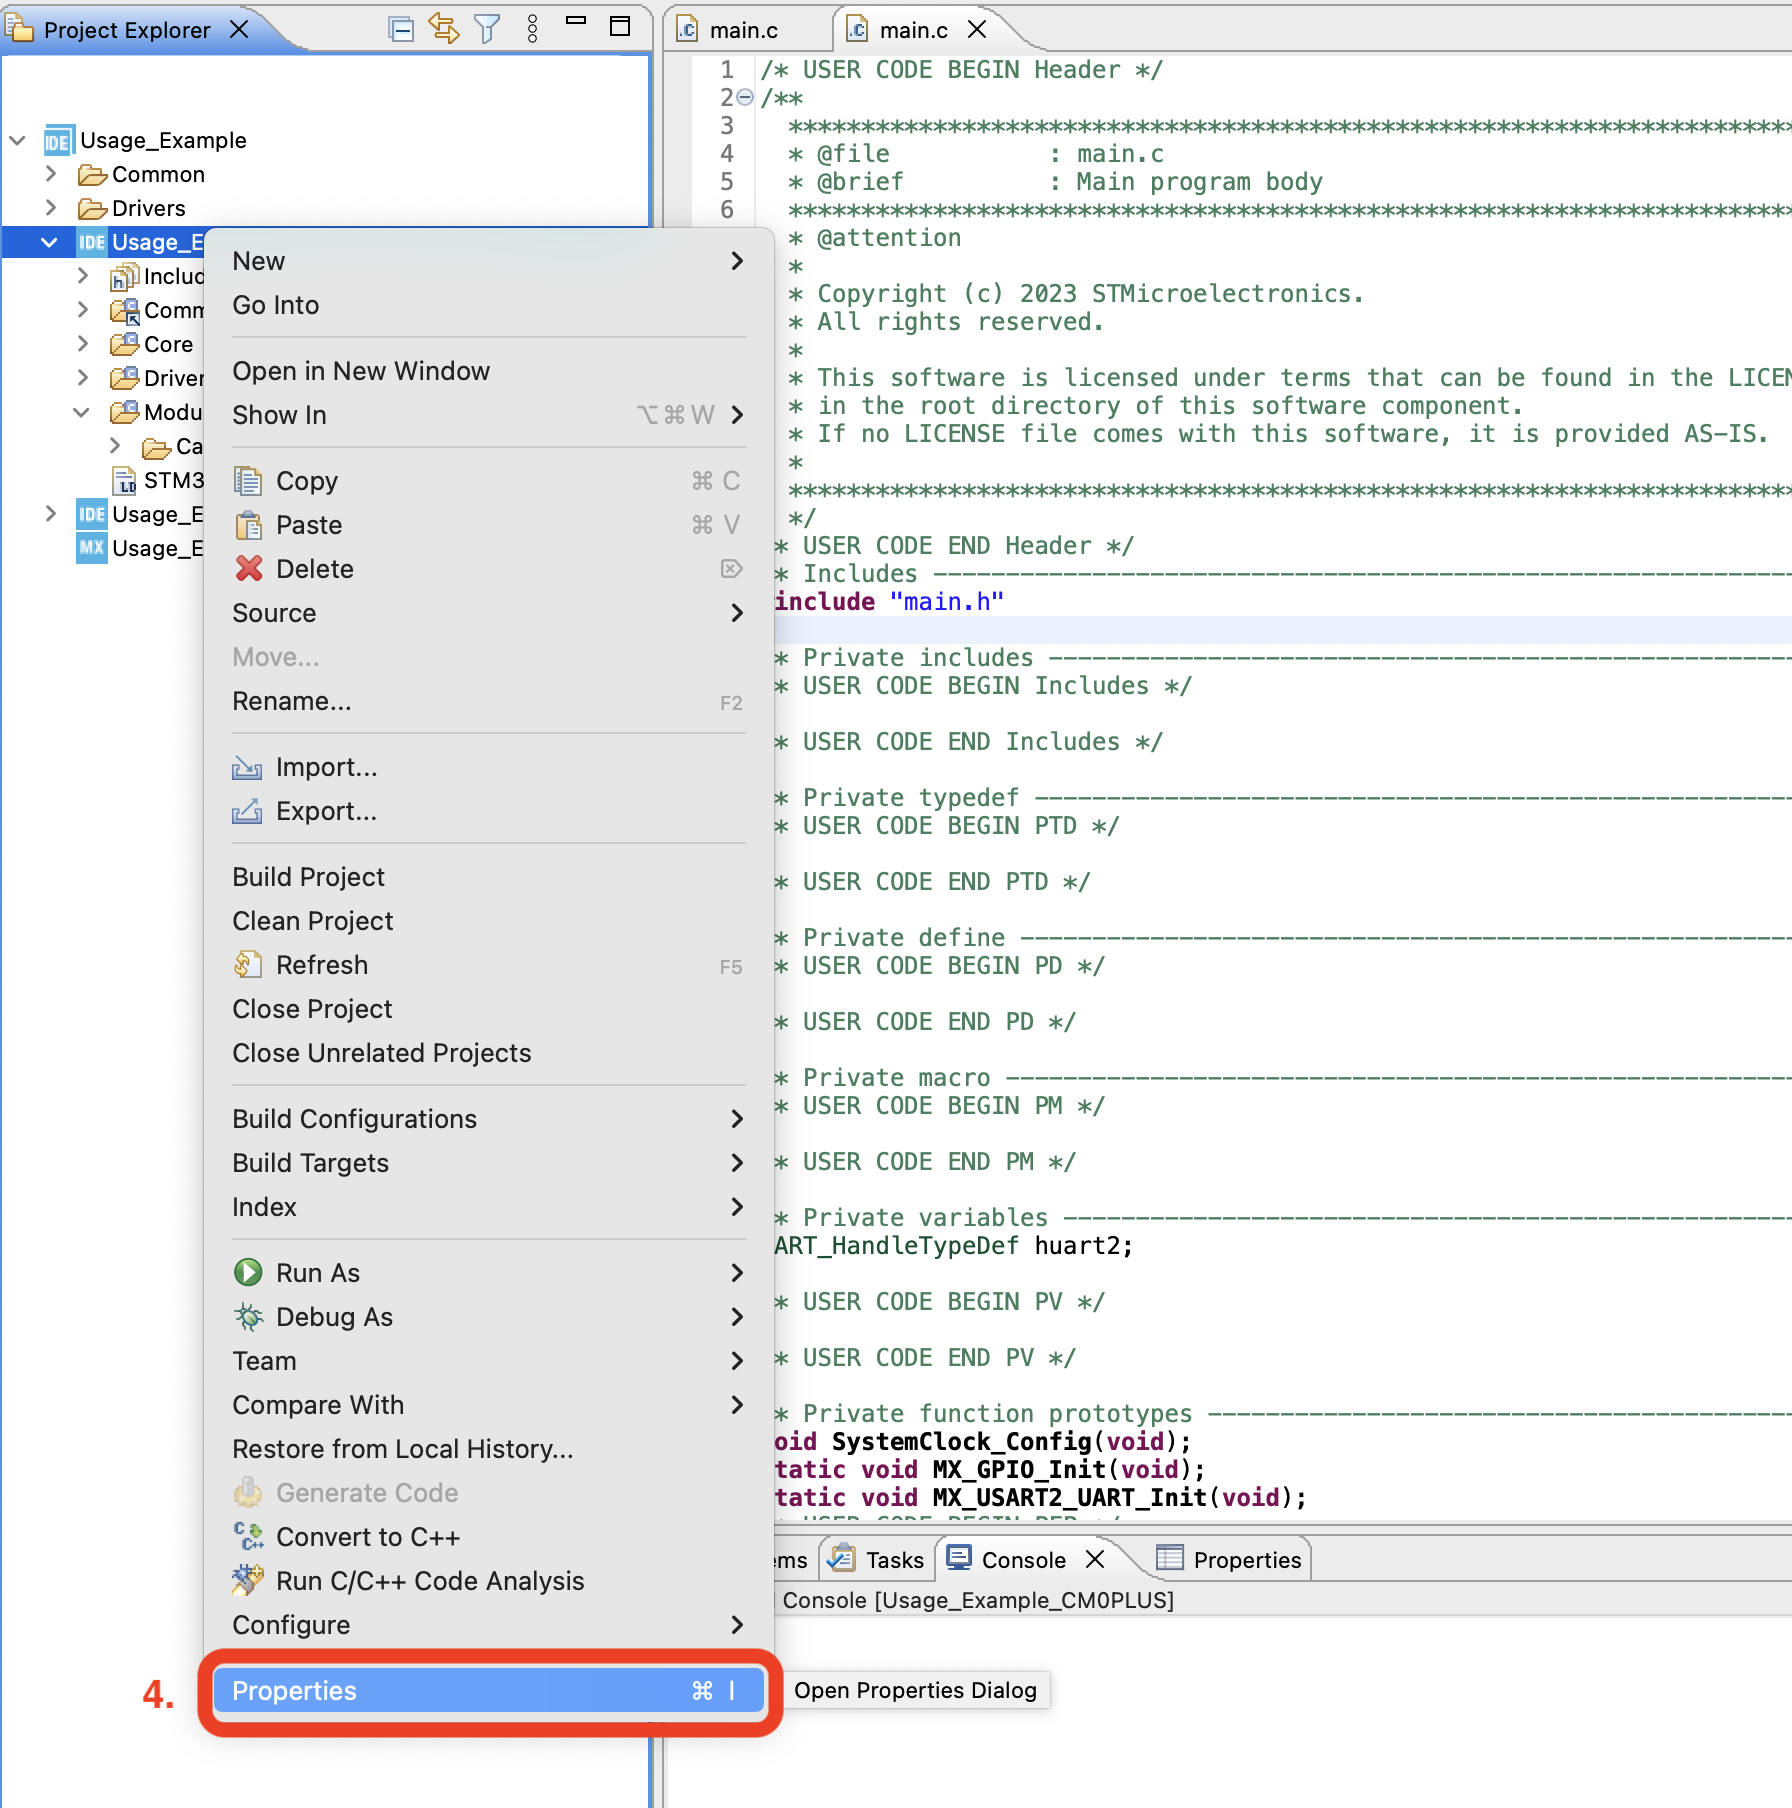 Project Explorer
main.c
main.c
Usage_Example
Common
Drivers
Usage_E
Includ
Comm
Core
Driver
Modu
Ca
STM3
Usage_E
Usage_E
New
Go Into
Open in New Window
Show In ⌥⌘W
Copy ⌘ C
Paste ⌘ V
Delete
Source
Move...
Rename... F2
Import...
Export...
Build Project
Clean Project
Refresh F5
Close Project
Close Unrelated Projects
Build Configurations
Build Targets
Index
Run As
Debug As
Team
Compare With
Restore from Local History...
Generate Code
Convert to C++
Run C/C++ Code Analysis
Configure
4. Properties ⌘ I
Open Properties Dialog
1 /* USER CODE BEGIN Header */
2 /**
3 **********************************************************************
4 * @file : main.c
5 * @brief : Main program body
6 **********************************************************************
* @attention
*
* Copyright (c) 2023 STMicroelectronics.
* All rights reserved.
*
* This software is licensed under terms that can be found in the LICEN
* in the root directory of this software component.
* If no LICENSE file comes with this software, it is provided AS-IS.
*
**********************************************************************
*/
* USER CODE END Header */
* Includes --------------------------------------------------
include "main.h"
* Private includes --------------------------------------------------
* USER CODE BEGIN Includes */
* USER CODE END Includes */
* Private typedef --------------------------------------------------
* USER CODE BEGIN PTD */
* USER CODE END PTD */
* Private define --------------------------------------------------
* USER CODE BEGIN PD */
* USER CODE END PD */
* Private macro --------------------------------------------------
* USER CODE BEGIN PM */
* USER CODE END PM */
* Private variables --------------------------------------------------
ART_HandleTypeDef huart2;
* USER CODE BEGIN PV */
* USER CODE END PV */
* Private function prototypes ----------------------------------------
oid SystemClock_Config(void);
tatic void MX_GPIO_Init(void);
tatic void MX_USART2_UART_Init(void);
* USER CODE BEGIN PFP */
ems
Tasks
Console
Properties
Console [Usage_Example_CM0PLUS]